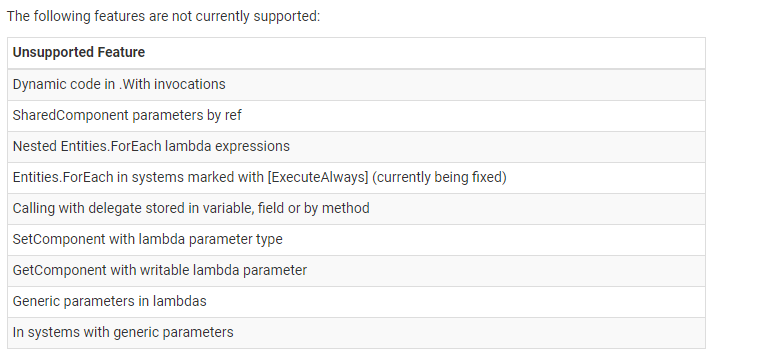 The following features are not currently supported:
Unsupported Feature
Dynamic code in .With invocations
SharedComponent parameters by ref
Nested Entities.ForEach lambda expressions
Entities.ForEach in systems marked with [ExecuteAlways] (currently being fixed)
Calling with delegate stored in variable, field or by method
SetComponent with lambda parameter type
GetComponent with writable lambda parameter
Generic parameters in lambdas
In systems with generic parameters